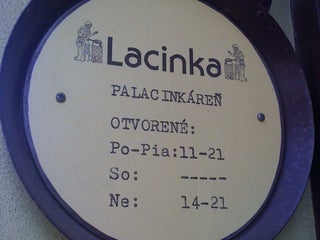 Lacinka
PALACINKÁREŇ
OTVORENÉ:
Po-Pia:11-21
So: -----
Ne: 14-21